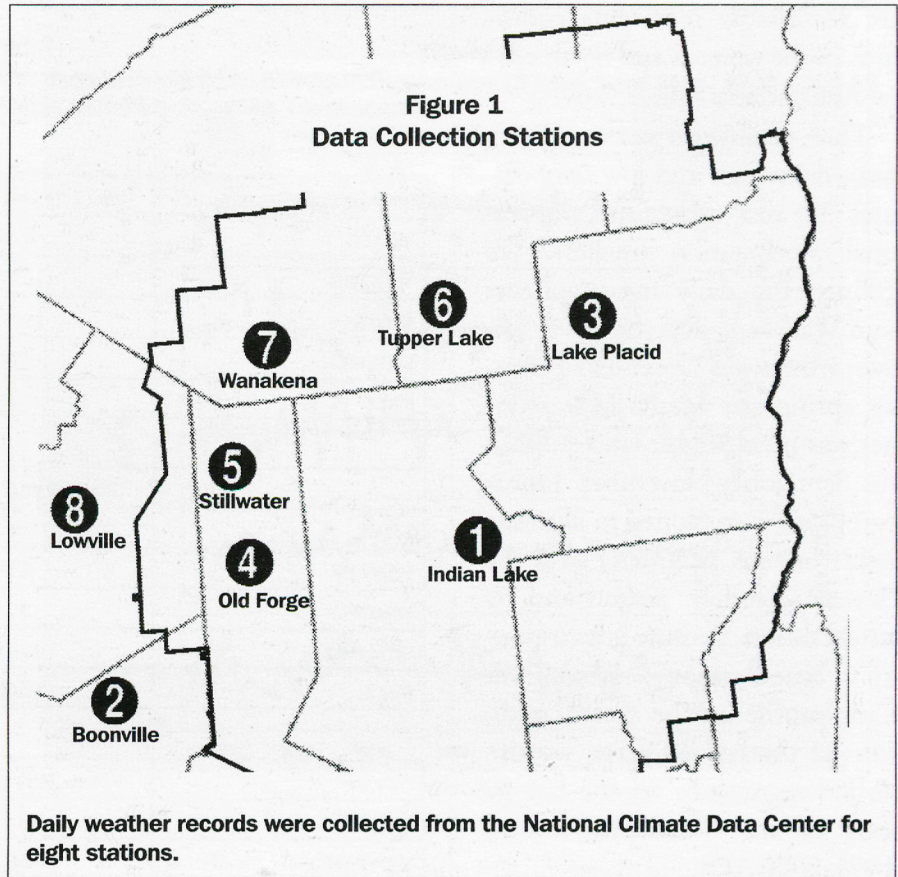 Figure 1
Data Collection Stations
6
Tupper Lake
3
Lake Placid
7
Wanakena
5
Stillwater
8
Lowville
1
Indian Lake
4
Old Forge
2
Boonville
Daily weather records were collected from the National Climate Data Center for
eight stations.